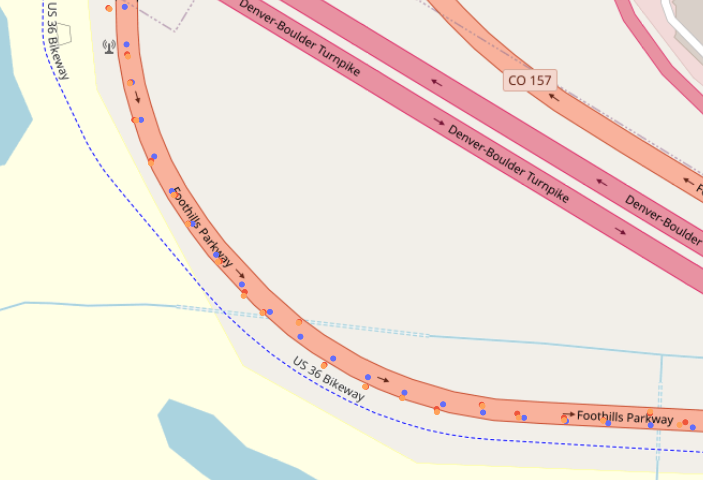 US 36 Bikeway
Denver-Boulder Turnpike
CO 157
Denver-Boulder Turnpike
Denver-Boulder
Foothills Parkway
US 36 Bikeway
Foothills Parkway